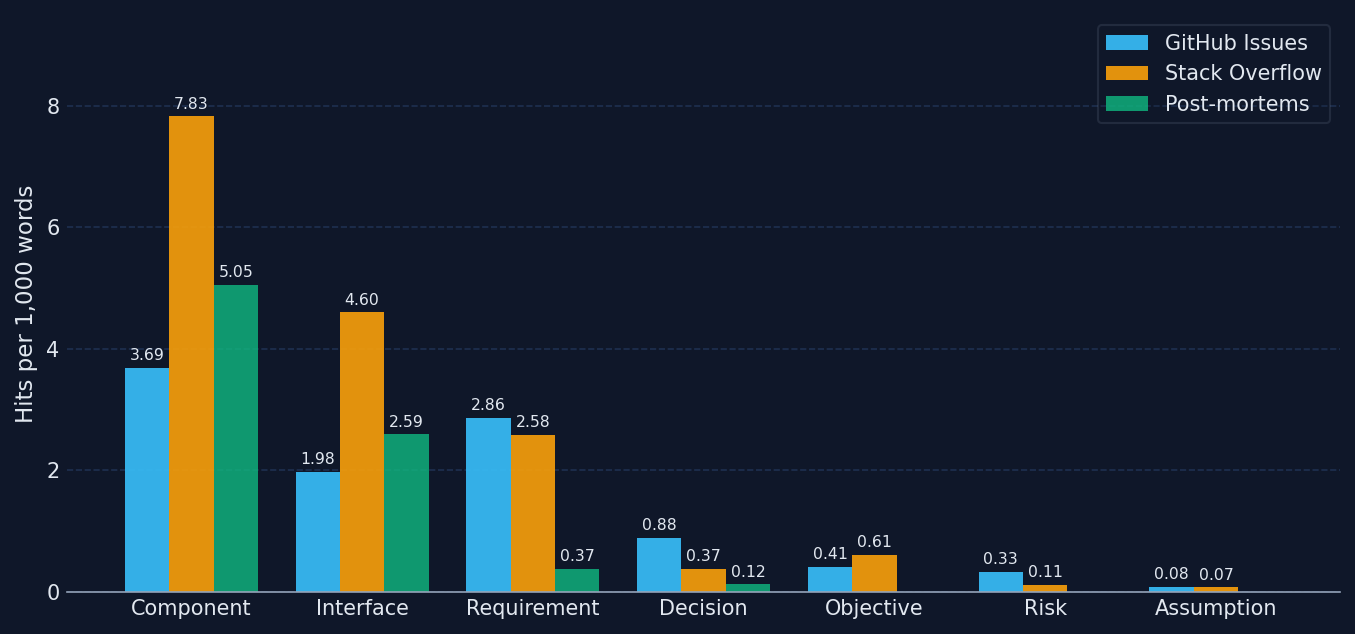 GitHub Issues
Stack Overflow
Post-mortems
Hits per 1,000 words
8
6
4
2
0
3.69
7.83
5.05
1.98
4.60
2.59
2.86
2.58
0.37
0.88
0.37
0.12
0.41
0.61
0.33
0.11
0.08
0.07
Component
Interface
Requirement
Decision
Objective
Risk
Assumption